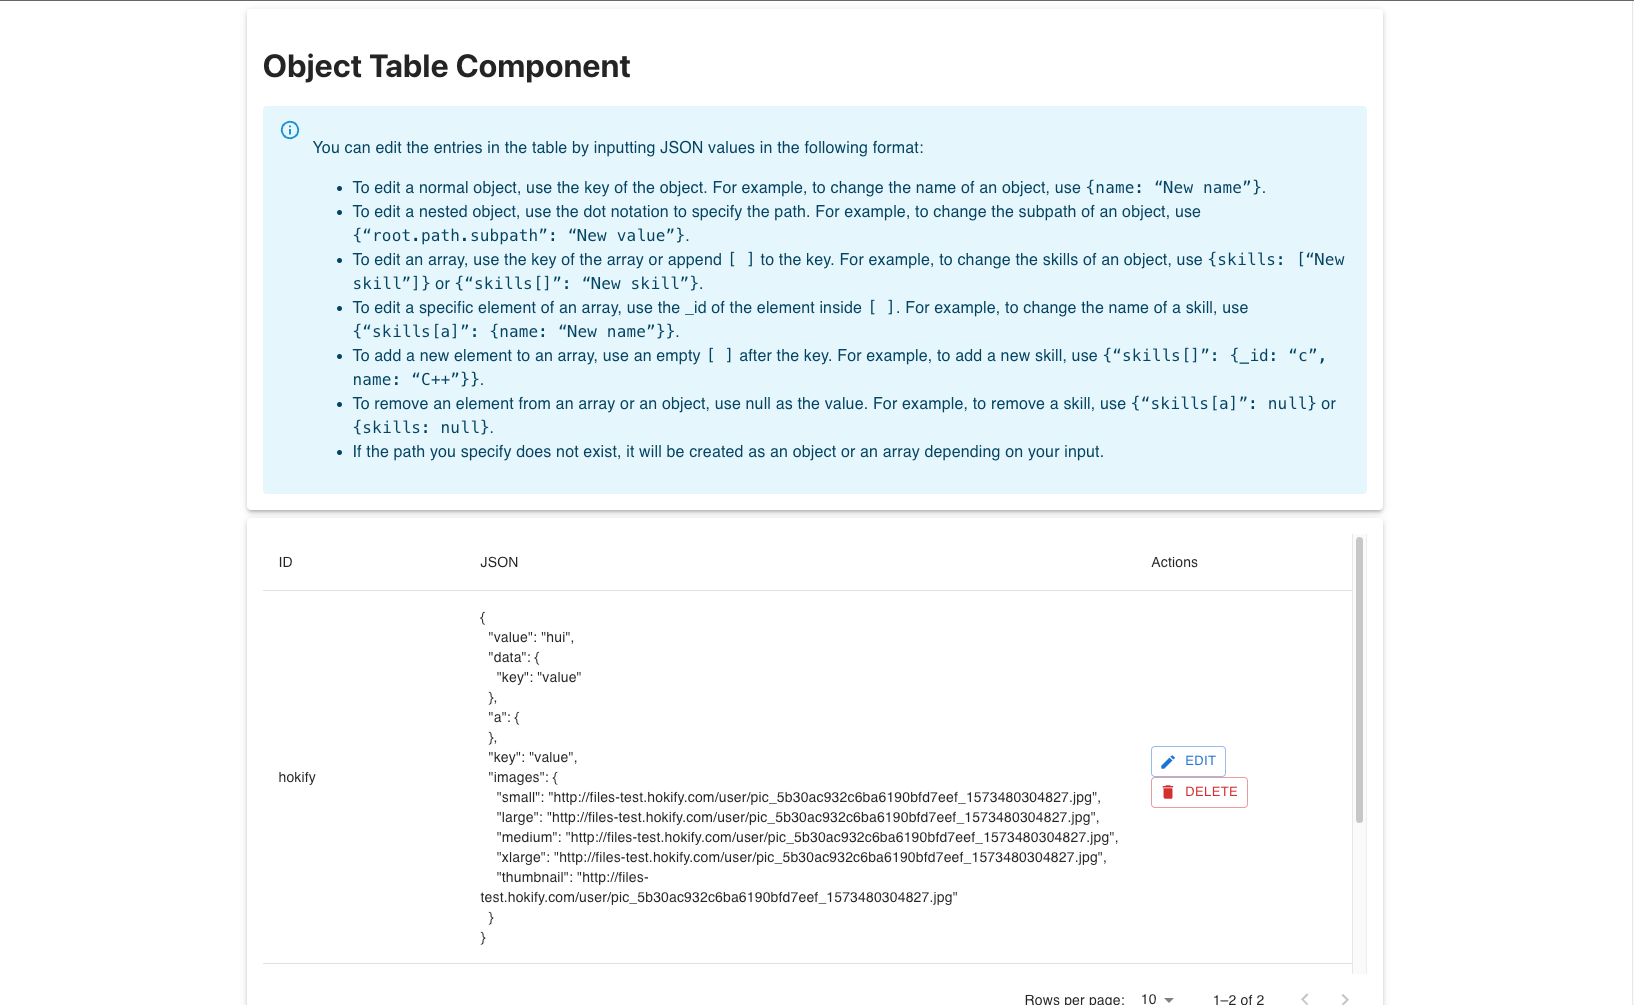 Object Table Component
You can edit the entries in the table by inputting JSON values in the following format:
• To edit a normal object, use the key of the object. For example, to change the name of an object, use {name: “New name”}.
• To edit a nested object, use the dot notation to specify the path. For example, to change the subpath of an object, use
{“root.path.subpath”: “New value”}.
• To edit an array, use the key of the array or append [ ] to the key. For example, to change the skills of an object, use {skills: [“New
skill”]} or {“skills[]”: “New skill”}.
• To edit a specific element of an array, use the _id of the element inside [ ]. For example, to change the name of a skill, use
{“skills[a]”: {name: “New name”}}.
• To add a new element to an array, use an empty [ ] after the key. For example, to add a new skill, use {“skills[]”: {_id: “c”,
name: “C++”}}.
• To remove an element from an array or an object, use null as the value. For example, to remove a skill, use {“skills[a]”: null} or
{skills: null}.
• If the path you specify does not exist, it will be created as an object or an array depending on your input.
ID JSON Actions
{
"value": "hui",
"data": {
"key": "value"
},
"a": {
},
"key": "value",
"images": {
hokify
"small": "http://files-test.hokify.com/user/pic_5b30ac932c6ba6190bfd7eef_1573480304827.jpg",
"large": "http://files-test.hokify.com/user/pic_5b30ac932c6ba6190bfd7eef_1573480304827.jpg",
"medium": "http://files-test.hokify.com/user/pic_5b30ac932c6ba6190bfd7eef_1573480304827.jpg",
"xlarge": "http://files-test.hokify.com/user/pic_5b30ac932c6ba6190bfd7eef_1573480304827.jpg",
"thumbnail": "http://files-
test.hokify.com/user/pic_5b30ac932c6ba6190bfd7eef_1573480304827.jpg"
}
}
EDIT
DELETE
Rows per page: 10 1–2 of 2